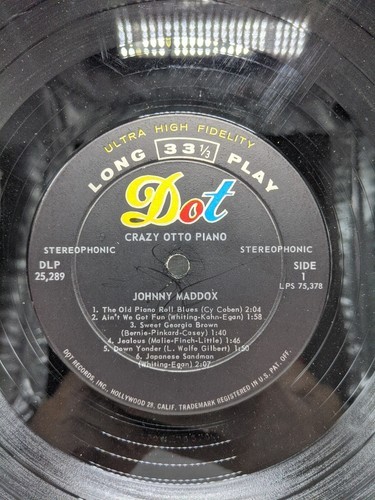 ULTRA HIGH FIDELITY
LONG 33 1/3 PLAY
Dot
CRAZY OTTO PIANO
STEREOPHONIC
STEREOPHONIC
DLP
25,289
SIDE
1
LPS 75,378
JOHNNY MADDOX
1. The Old Piano Roll Blues (Cy Coben) 2:04
2. Ain't We Got Fun (Whiting-Kahn-Egan) 1:58
3. Sweet Georgia Brown
(Bernie-Pinkard-Casey) 1:40
4. Jealous (Malie-Finch-Little) 1:46
5. Down Yonder (L. Wolfe Gilbert) 1:50
6. Japanese Sandman
(Whiting-Egan) 2:07
DOT RECORDS, INC., HOLLYWOOD 28, CALIF. TRADEMARK REGISTERED IN U.S. PAT. OFF.